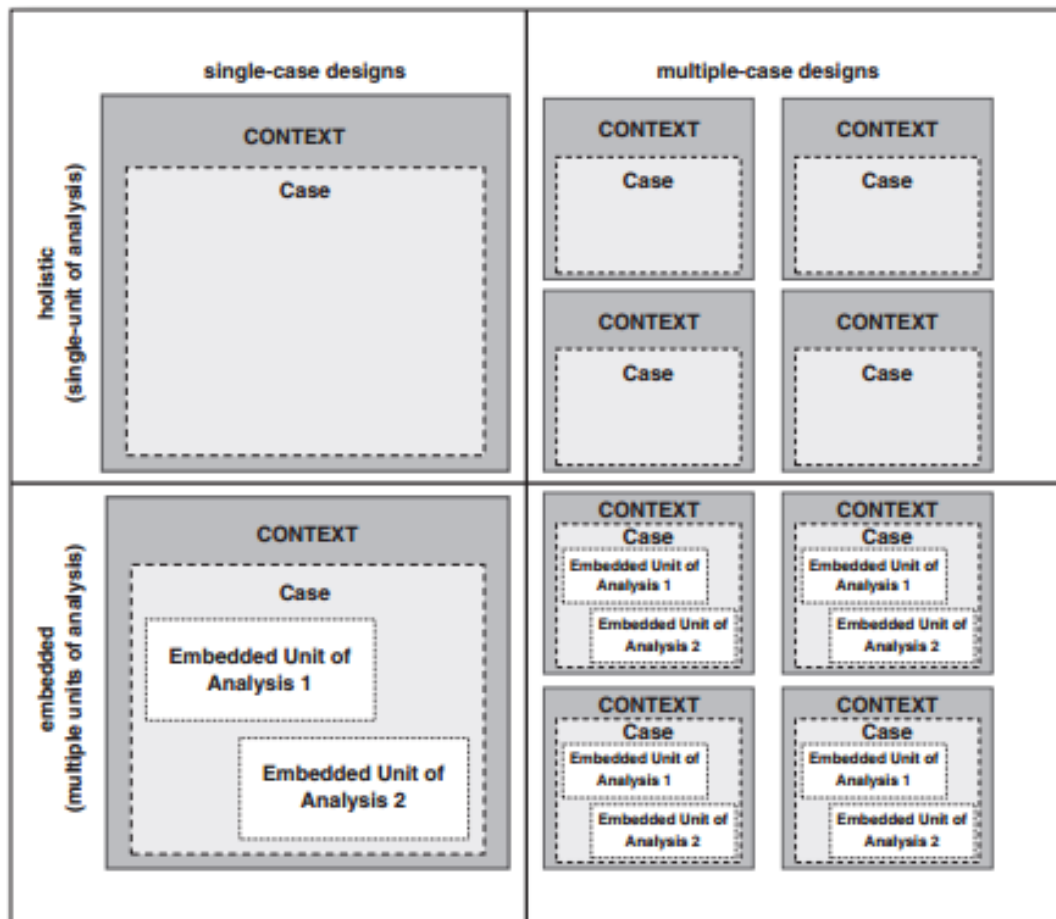 single-case designs
multiple-case designs
holistic
(single-unit of analysis)
CONTEXT
Case
CONTEXT
Case
CONTEXT
Case
CONTEXT
Case
CONTEXT
Case
embedded
(multiple units of analysis)
CONTEXT
Case
Embedded Unit of
Analysis 1
Embedded Unit of
Analysis 2
CONTEXT
Case
Embedded Unit of
Analysis 1
Embedded Unit of
Analysis 2
CONTEXT
Case
Embedded Unit of
Analysis 1
Embedded Unit of
Analysis 2
CONTEXT
Case
Embedded Unit of
Analysis 1
Embedded Unit of
Analysis 2
CONTEXT
Case
Embedded Unit of
Analysis 1
Embedded Unit of
Analysis 2